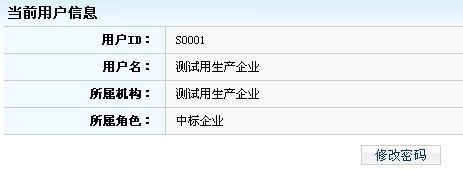 当前用户信息
用户ID： S0001
用户名： 测试用生产企业
所属机构： 测试用生产企业
所属角色： 中标企业
修改密码